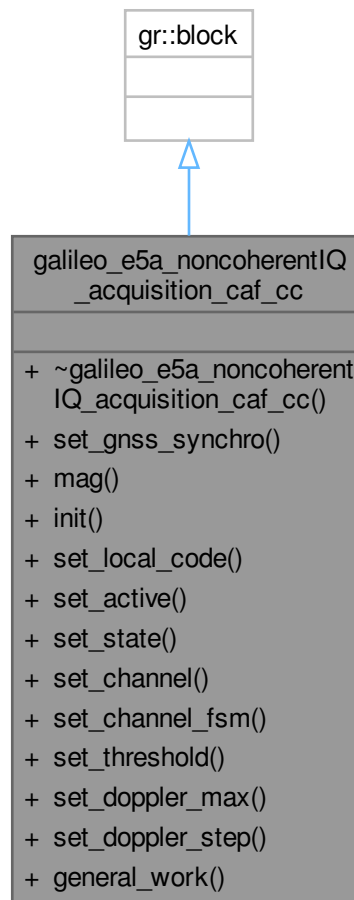 gr::block
galileo_e5a_noncoherentIQ
_acquisition_caf_cc
+ ~galileo_e5a_noncoherent
IQ_acquisition_caf_cc()
+ set_gnss_synchro()
+ mag()
+ init()
+ set_local_code()
+ set_active()
+ set_state()
+ set_channel()
+ set_channel_fsm()
+ set_threshold()
+ set_doppler_max()
+ set_doppler_step()
+ general_work()